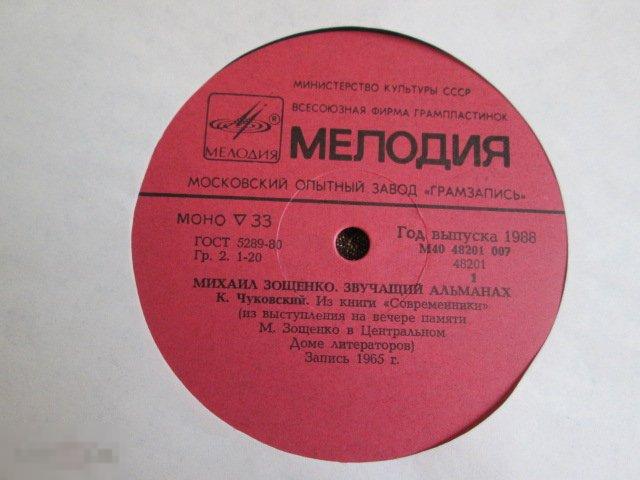 МИНИСТЕРСТВО КУЛЬТУРЫ СССР
ВСЕСОЮЗНАЯ ФИРМА ГРАМПЛАСТИНОК
МЕЛОДИЯ ®
МЕЛОДИЯ
МОСКОВСКИЙ ОПЫТНЫЙ ЗАВОД «ГРАМЗАПИСЬ»
МОНО ▽ 33
Год выпуска 1988
ГОСТ 5289-80
М40 48201 007
Гр. 2. 1-20
48201
1
МИХАИЛ ЗОЩЕНКО. ЗВУЧАЩИЙ АЛЬМАНАХ
К. Чуковский. Из книги «Современники»
(из выступления на вечере памяти
М. Зощенко в Центральном
Доме литераторов)
Запись 1965 г.